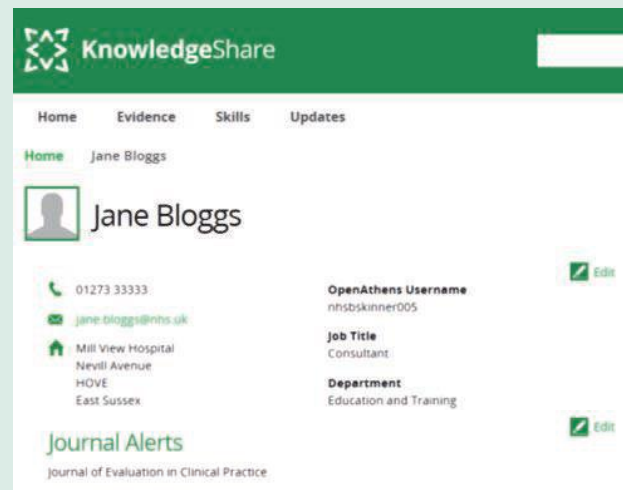 KnowledgeShare
Home Evidence Skills Updates
Home Jane Bloggs
Jane Bloggs
Edit
01273 33333
jane.bloggs@nhs.uk
Mill View Hospital
Nevill Avenue
HOVE
East Sussex
OpenAthens Username
nhsbskinner005
Job Title
Consultant
Department
Education and Training
Edit
Journal Alerts
Journal of Evaluation in Clinical Practice